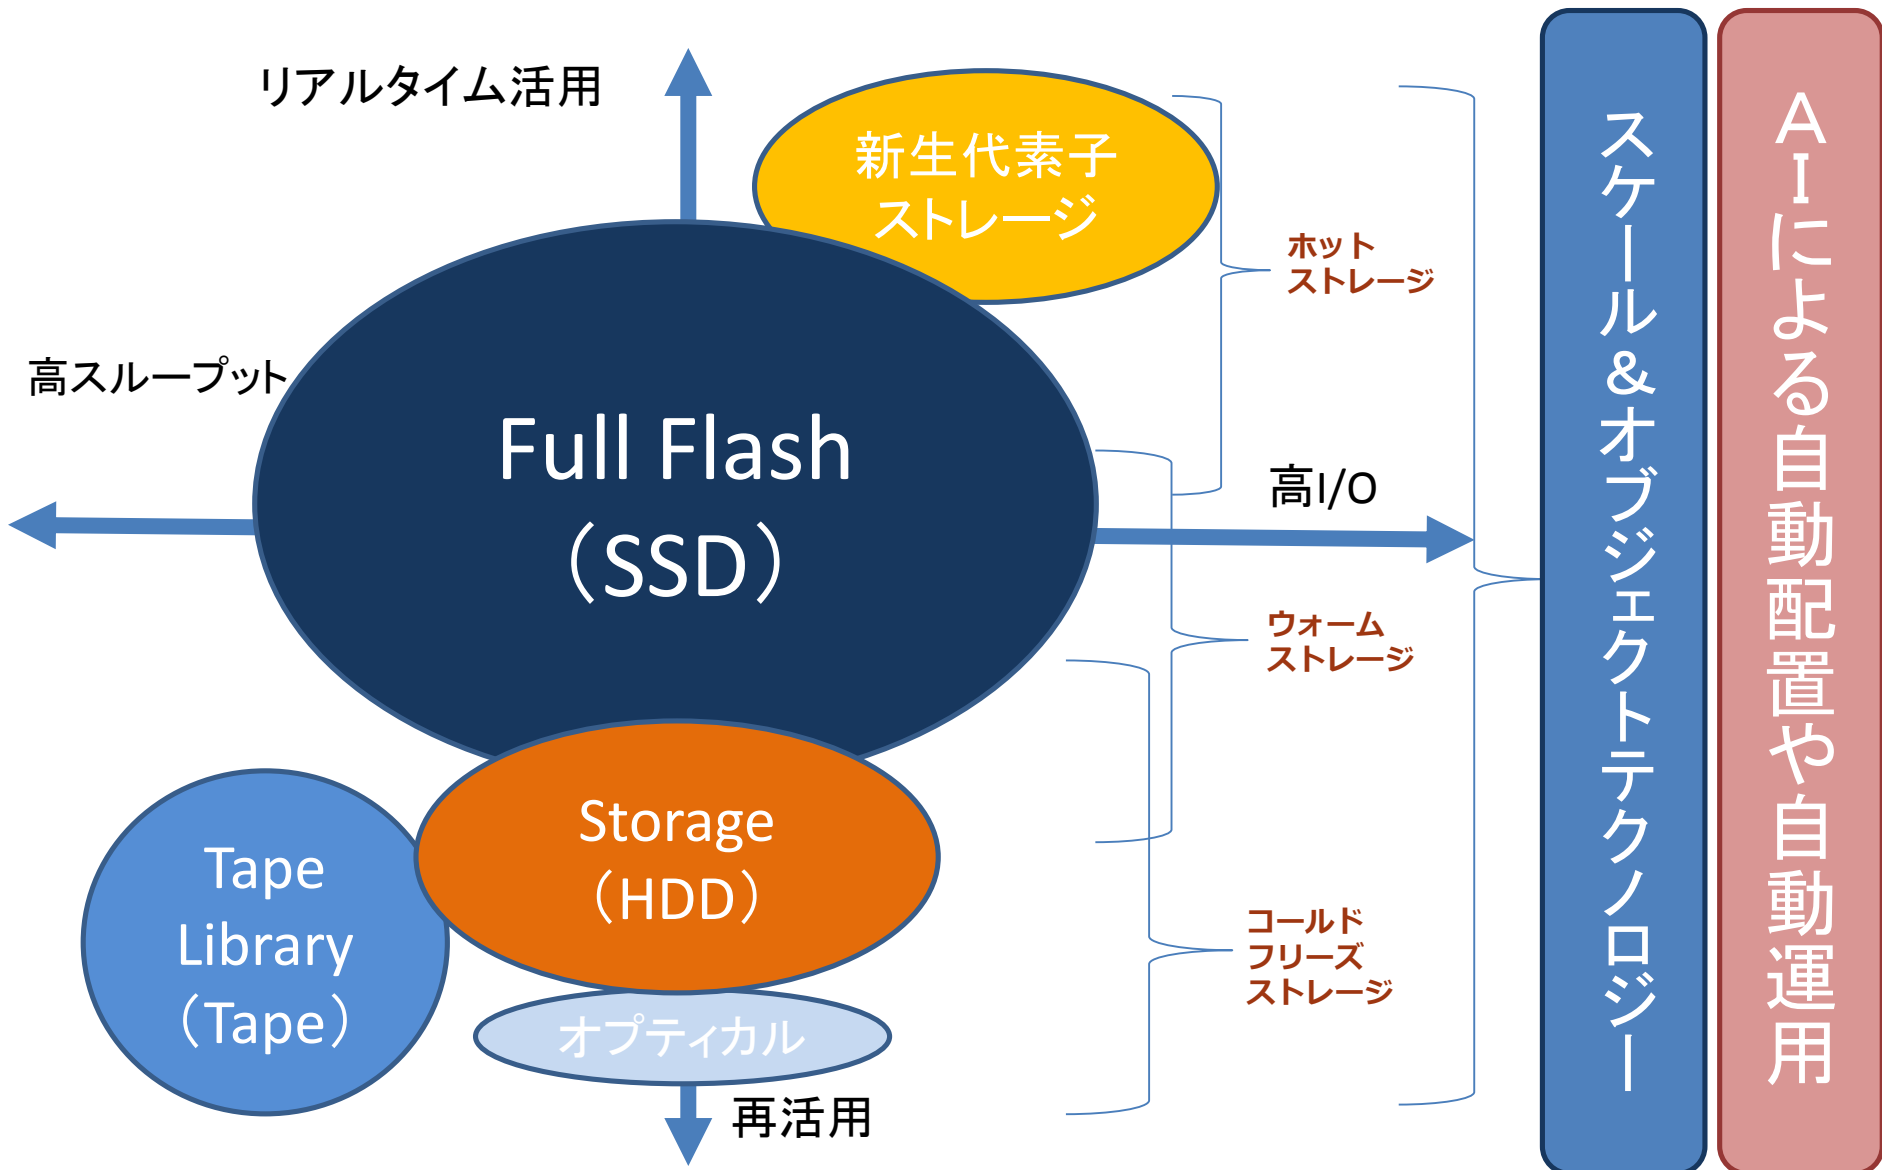 リアルタイム活用
新生代素子
ストレージ
ホット
ストレージ
高スループット
Full Flash
（SSD）
高I/O
ウォーム
ストレージ
Storage
（HDD）
Tape
Library
（Tape）
コールド
フリーズ
ストレージ
オプティカル
再活用
スケール＆オブジェクトテクノロジー
ＡＩによる自動配置や自動運用